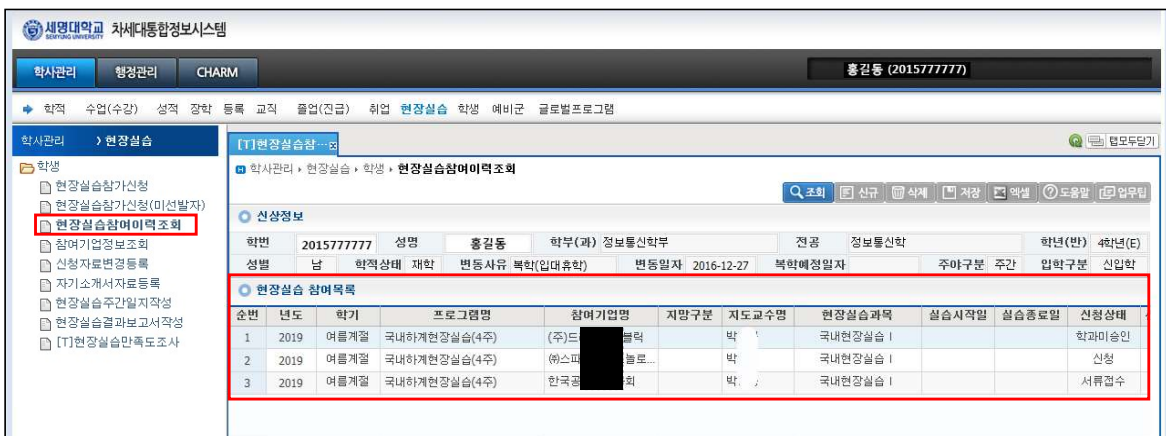 세명대학교 차세대통합정보시스템
SEMYUNG UNIVERSITY
학사관리 행정관리 CHARM 홍길동 (2015777777)
학적 수업(수강) 성적 장학 등록 교직 졸업(진급) 취업 현장실습 학생 예비군 글로벌프로그램
학사관리 > 현장실습
[T]현장실습참… 탭모두닫기
학생
현장실습참가신청
현장실습참가신청(미선발자)
현장실습참여이력조회
참여기업정보조회
신청자료변경등록
자기소개서자료등록
현장실습주간일지작성
현장실습결과보고서작성
[T]현장실습만족도조사
학사관리 › 현장실습 › 학생 › 현장실습참여이력조회
조회 신규 삭제 저장 엑셀 도움말 업무팀
신상정보
학번 2015777777 성명 홍길동 학부(과) 정보통신학부 전공 정보통신학 학년(반) 4학년(E)
성별 남 학적상태 재학 변동사유 복학(입대휴학) 변동일자 2016-12-27 복학예정일자 주야구분 주간 입학구분 신입학
현장실습 참여목록
순번 년도 학기 프로그램명 참여기업명 지망구분 지도교수명 현장실습과목 실습시작일 실습종료일 신청상태
1 2019 여름계절 국내하계현장실습(4주) (주)드 블릭 박 국내현장실습 I 학과미승인
2 2019 여름계절 국내하계현장실습(4주) ㈜스파 놀로... 박 국내현장실습 I 신청
3 2019 여름계절 국내하계현장실습(4주) 한국공 회 박 국내현장실습 I 서류접수